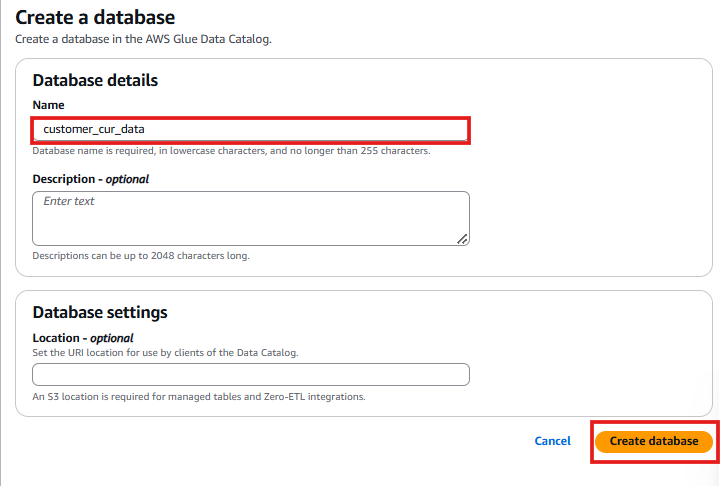 Create a database
Create a database in the AWS Glue Data Catalog.
Database details
Name
customer_cur_data
Database name is required, in lowercase characters, and no longer than 255 characters.
Description - optional
Enter text
Descriptions can be up to 2048 characters long.
Database settings
Location - optional
Set the URI location for use by clients of the Data Catalog.
An S3 location is required for managed tables and Zero-ETL integrations.
Cancel Create database